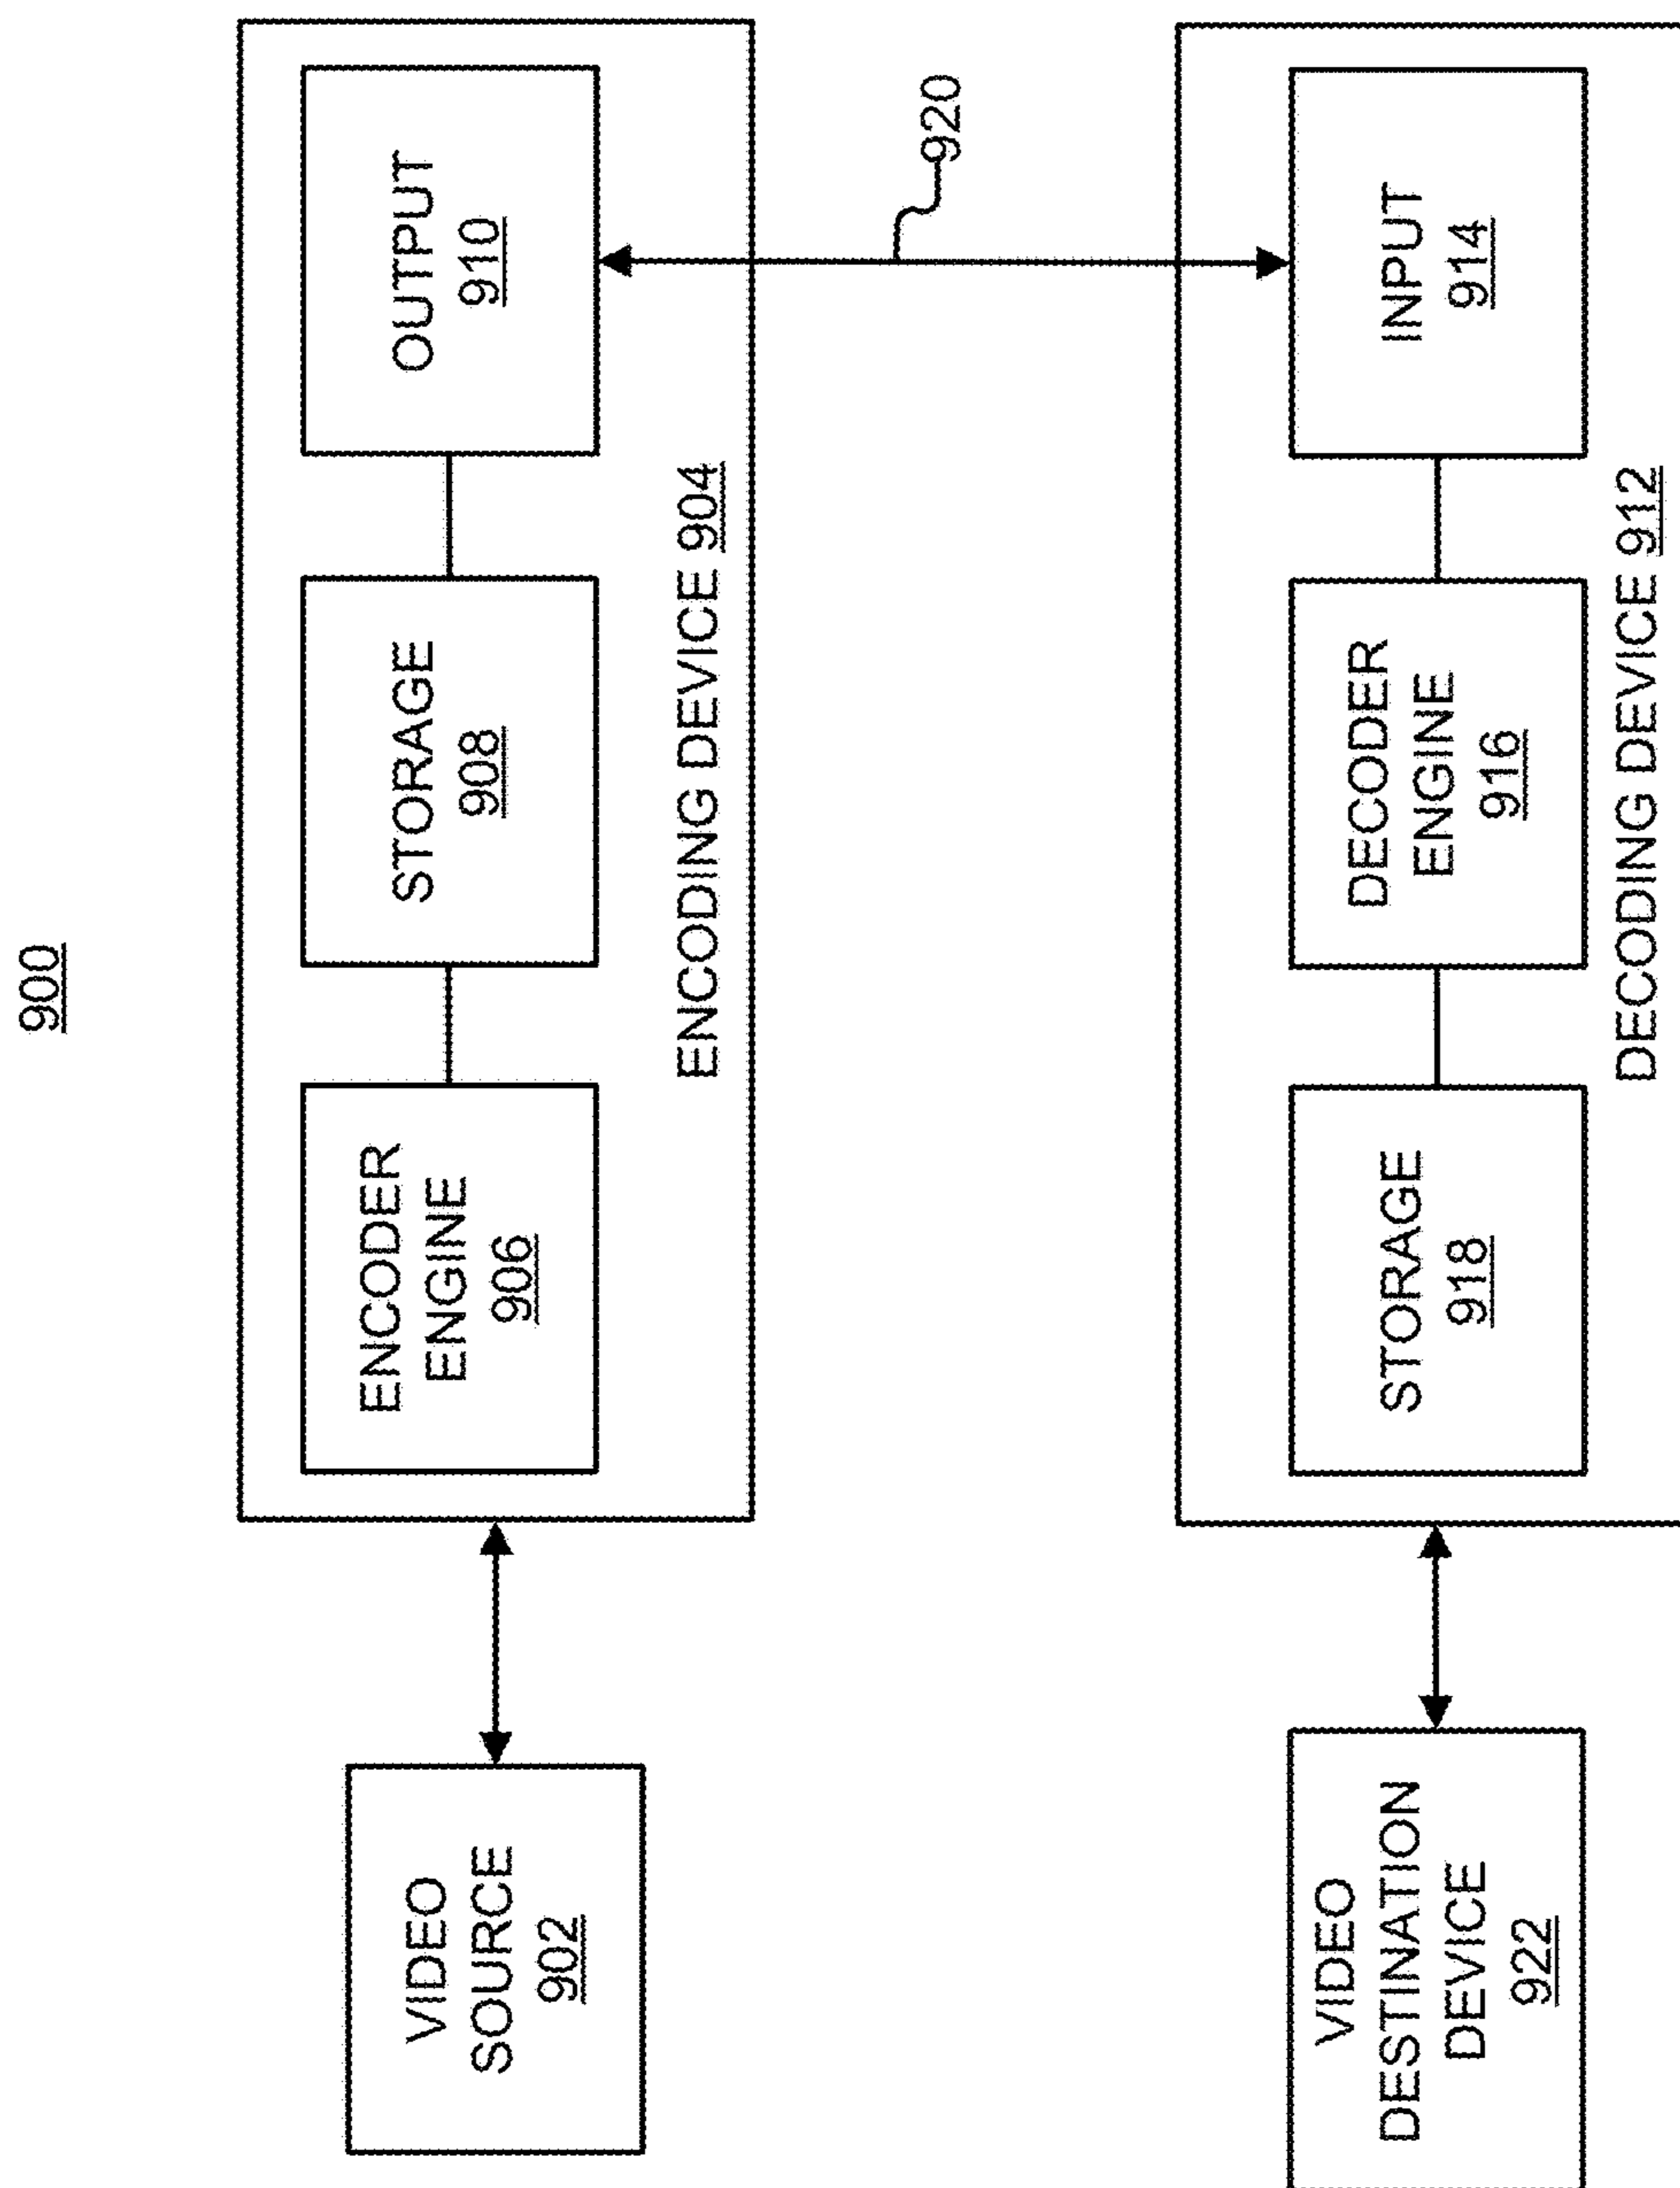 900
VIDEO
SOURCE
902
ENCODER
ENGINE
906
STORAGE
908
OUTPUT
910
ENCODING DEVICE 904
920
VIDEO
DESTINATION
DEVICE
922
STORAGE
918
DECODER
ENGINE
916
INPUT
914
DECODING DEVICE 912